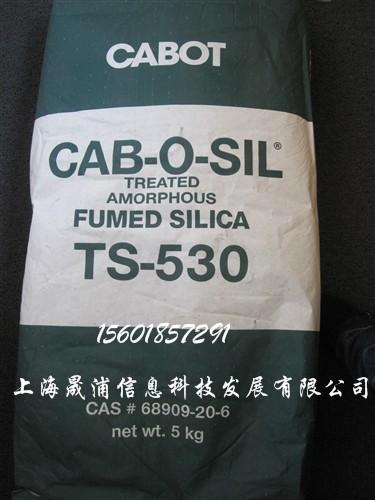 CABOT
CAB-O-SIL®
TREATED
AMORPHOUS
FUMED SILICA
TS-530
15601857291
上海晟浦信息科技发展有限公司
CAS # 68909-20-6
net wt. 5 kg